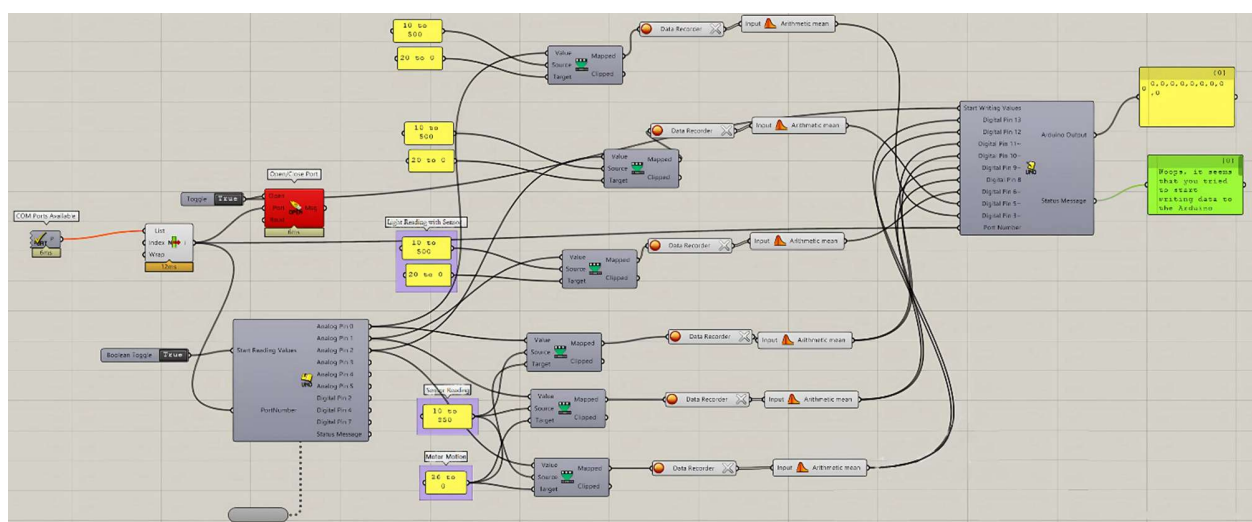 10 to
500
20 to 0
Value
Source
Target
Mapped
Clipped
Data Recorder
Input
Arithmetic mean
10 to
500
20 to 0
Value
Source
Target
Mapped
Clipped
Data Recorder
Input
Arithmetic mean
Open/Close Port
Toggle
True
Open
Port
Msg
6ms
COM Ports Available
6ms
List
Index
Wrap
i
12ms
Light Reading with Sensor
10 to
500
20 to 0
Value
Source
Target
Mapped
Clipped
Data Recorder
Input
Arithmetic mean
Start Writing Values
Digital Pin 13
Digital Pin 12
Digital Pin 11~
Digital Pin 10~
Digital Pin 9~
Digital Pin 8
Digital Pin 6~
Digital Pin 5~
Digital Pin 3~
Port Number
UNO
Arduino Output
Status Message
{0}
0
0,0,0,0,0,0,0,0
,0
{0}
Woops, it seems
that you tried
to start
writing data to
the Arduino
Boolean Toggle
True
Start Reading Values
PortNumber
UNO
Analog Pin 0
Analog Pin 1
Analog Pin 2
Analog Pin 3
Analog Pin 4
Analog Pin 5
Digital Pin 2
Digital Pin 4
Digital Pin 7
Status Message
Value
Source
Target
Mapped
Clipped
Data Recorder
Input
Arithmetic mean
Sensor Reading
10 to
250
Value
Source
Target
Mapped
Clipped
Data Recorder
Input
Arithmetic mean
Motor Motion
26 to
0
Value
Source
Target
Mapped
Clipped
Data Recorder
Input
Arithmetic mean